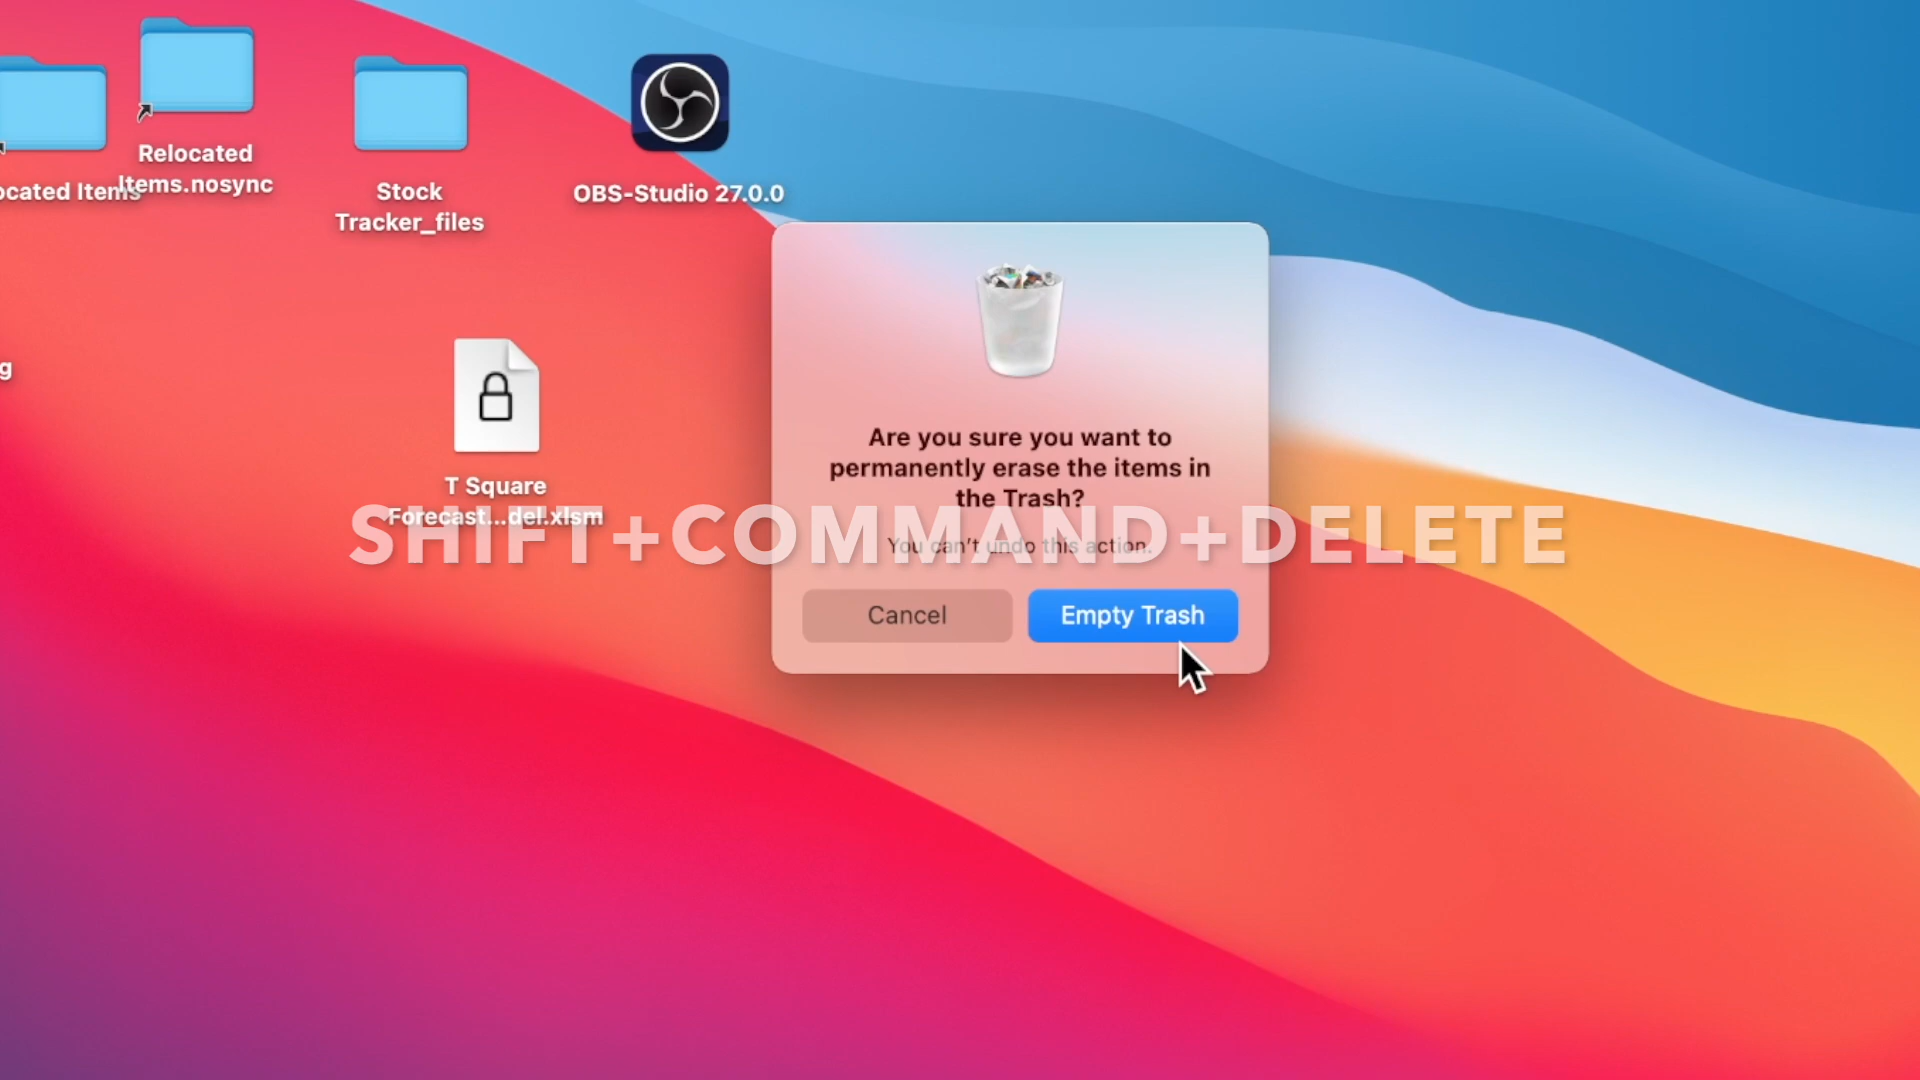 Relocated
Items.nosync
ocated Items
Stock
Tracker_files
OBS-Studio 27.0.0
g
T Square
Forecast...del.xlsm
Are you sure you want to
permanently erase the items in
the Trash?
You can't undo this action.
SHIFT+COMMAND+DELETE
Cancel
Empty Trash